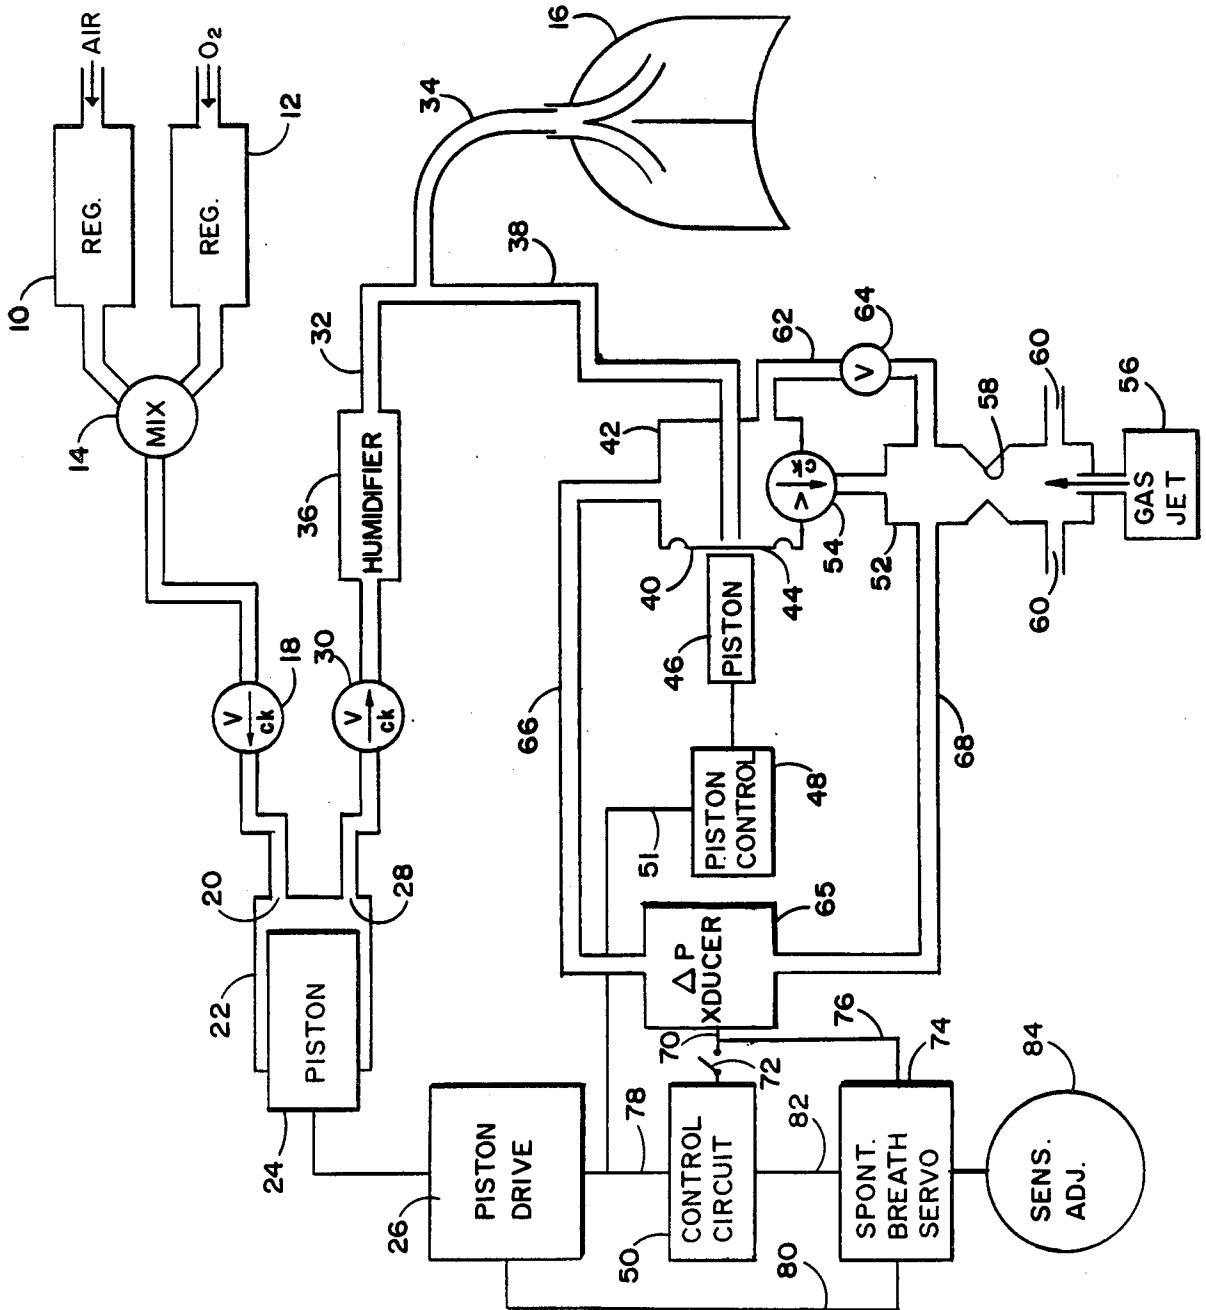 AIR
O2
REG.
10
REG.
12
14
MIX
16
34
38
32
36
HUMIDIFIER
18
V
ck
30
V
ck
20
28
22
PISTON
24
PISTON
DRIVE
26
42
62
64
V
40
44
V
ck
54
58
60
60
56
GAS
JET
52
46
PISTON
PISTON
CONTROL
48
51
66
68
ΔP
XDUCER
65
70
72
76
78
CONTROL
CIRCUIT
50
82
74
SPONT.
BREATH
SERVO
80
SENS.
ADJ.
84